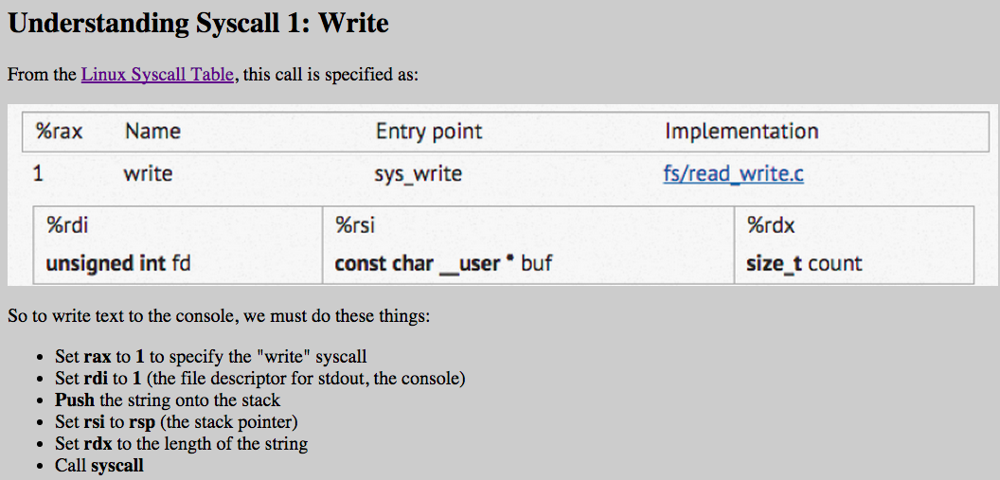 Understanding Syscall 1: Write
From the Linux Syscall Table, this call is specified as:
%rax Name Entry point Implementation
1 write sys_write fs/read_write.c
%rdi %rsi %rdx
unsigned int fd const char __user * buf size_t count
So to write text to the console, we must do these things:
• Set rax to 1 to specify the "write" syscall
• Set rdi to 1 (the file descriptor for stdout, the console)
• Push the string onto the stack
• Set rsi to rsp (the stack pointer)
• Set rdx to the length of the string
• Call syscall